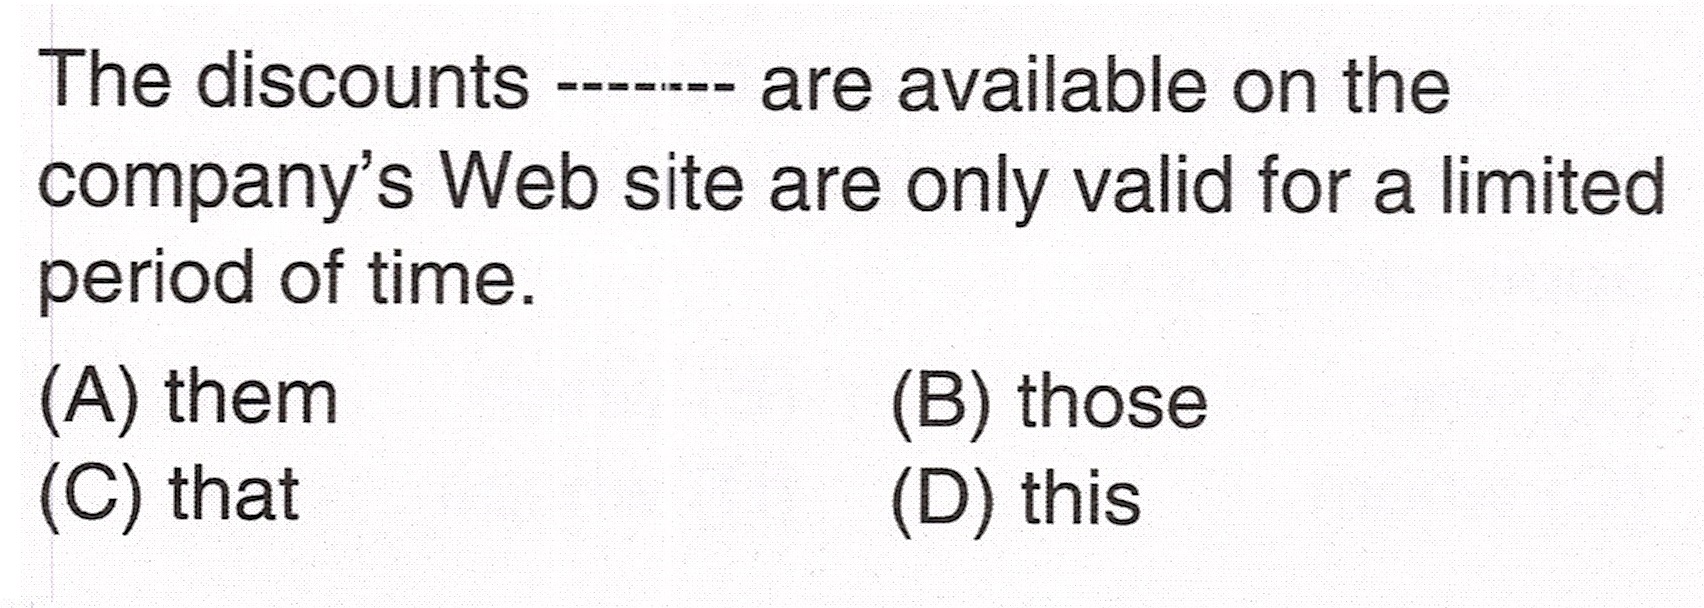 The discounts ------- are available on the
company's Web site are only valid for a limited
period of time.
(A) them (B) those
(C) that (D) this